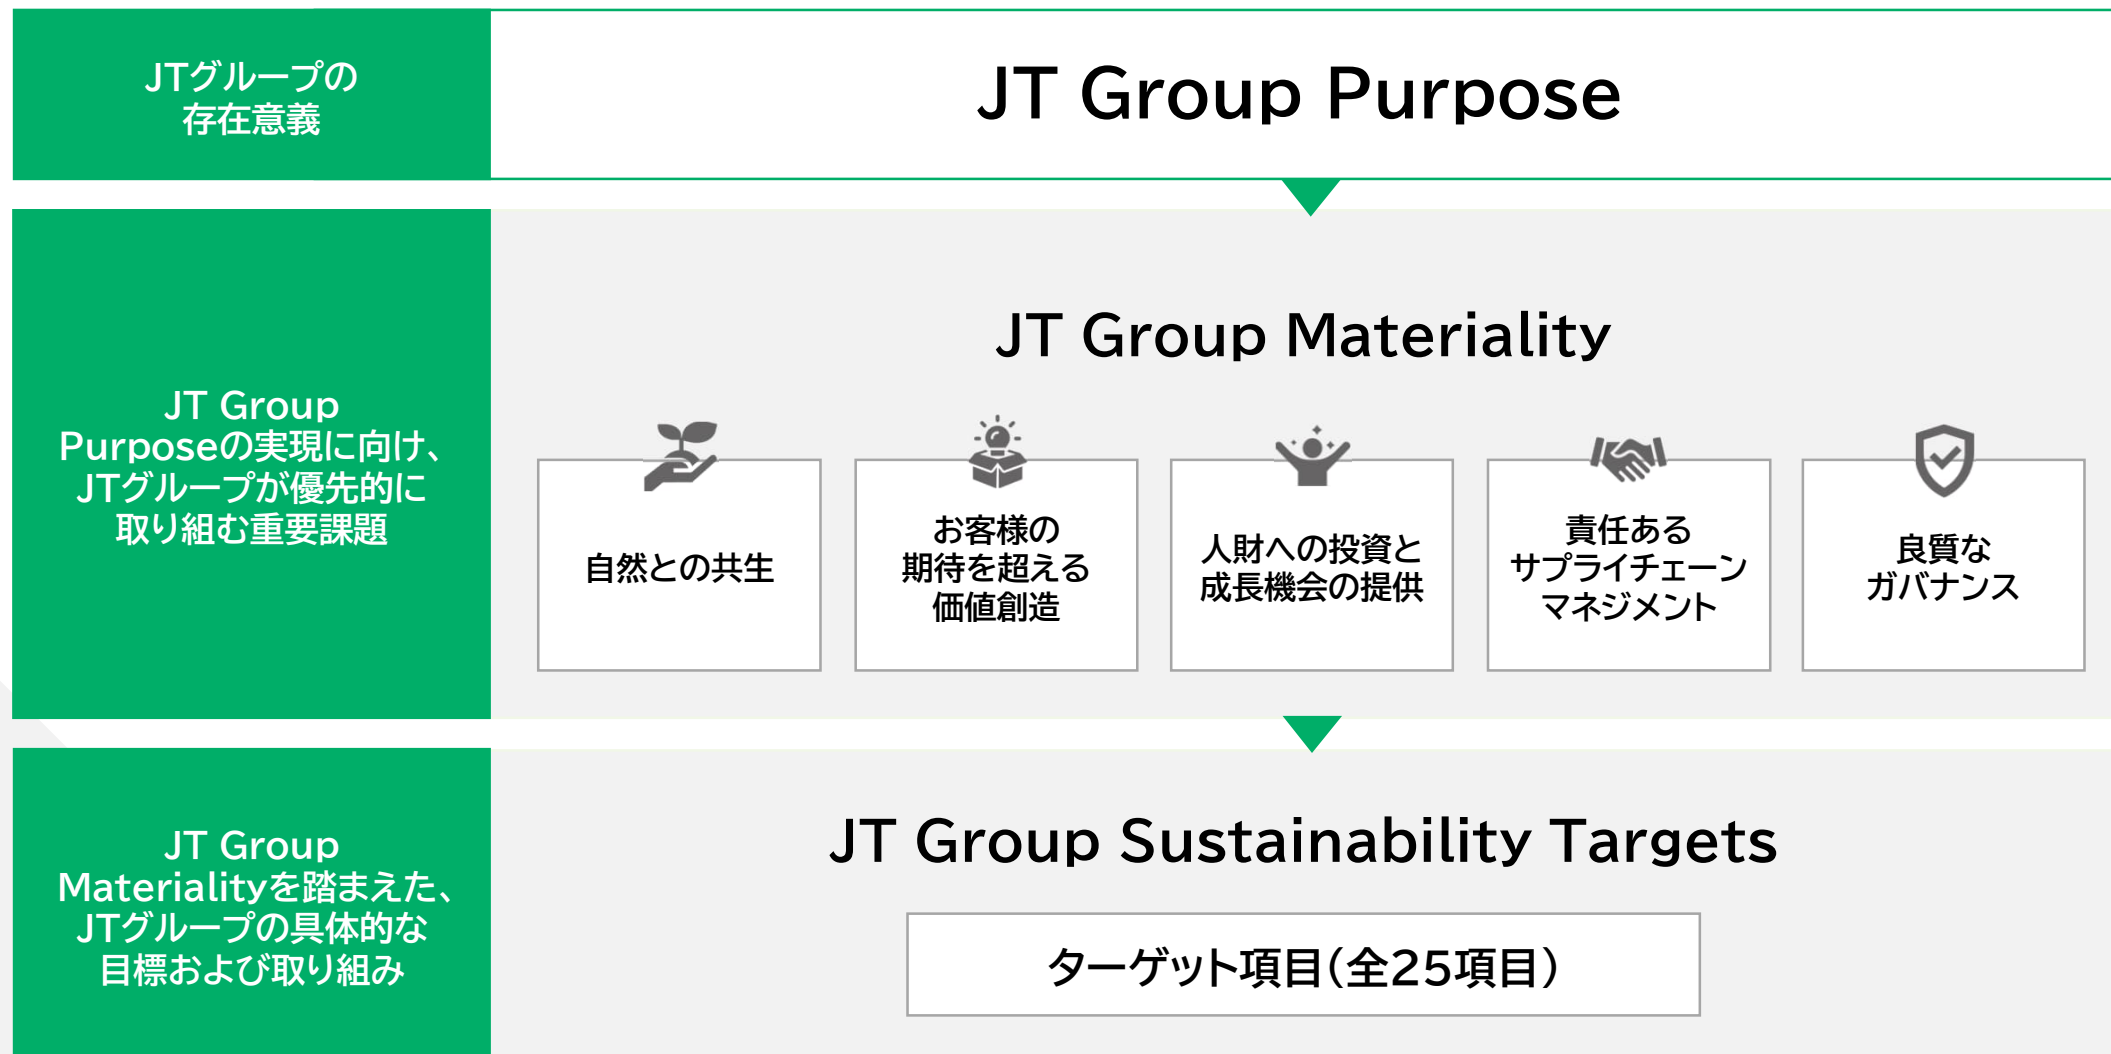 JTグループの
存在意義
JT Group Purpose
JT Group
Purposeの実現に向け、
JTグループが優先的に
取り組む重要課題
JT Group Materiality
自然との共生
お客様の
期待を超える
価値創造
人財への投資と
成長機会の提供
責任ある
サプライチェーン
マネジメント
良質な
ガバナンス
JT Group
Materialityを踏まえた、
JTグループの具体的な
目標および取り組み
JT Group Sustainability Targets
ターゲット項目(全25項目)